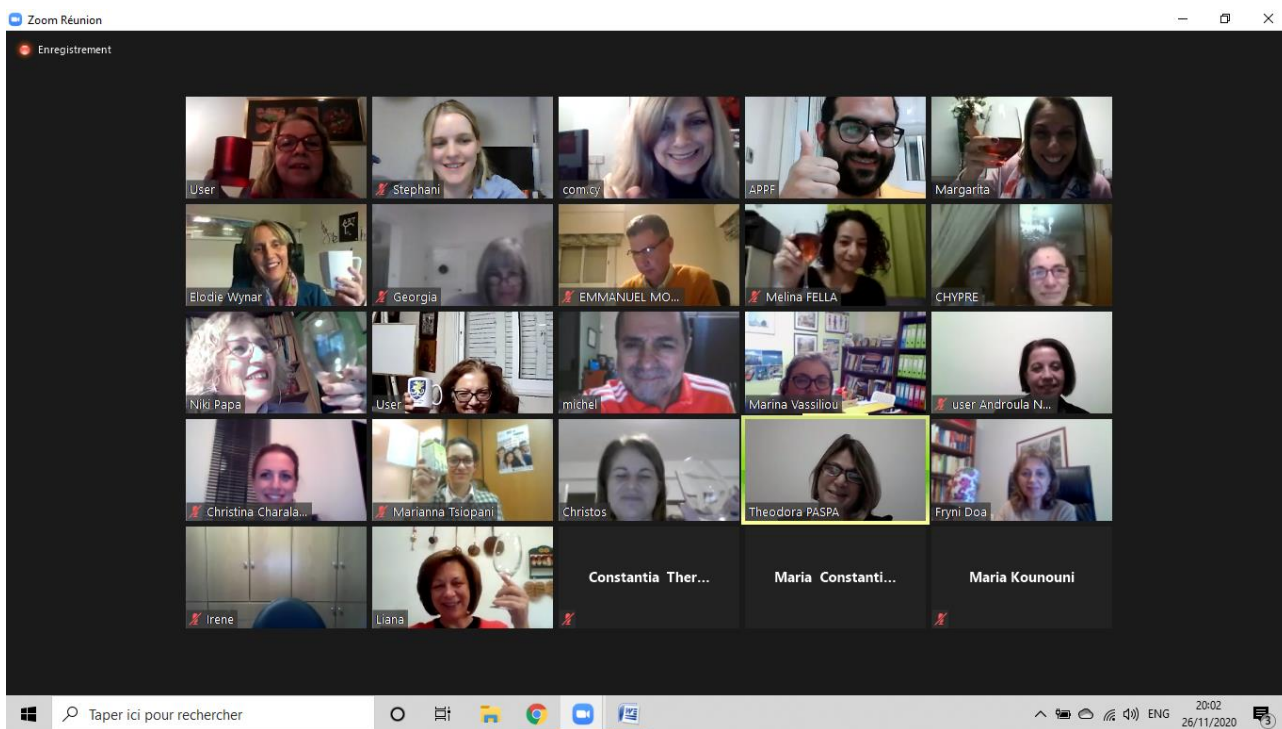 Zoom Réunion
Enregistrement
User
Stephani
com.cy
APPF
Margarita
Elodie Wynar
Georgia
EMMANUEL MO...
Melina FELLA
CHYPRE
Niki Papa
User
michel
Marina Vassiliou
user Androula N...
Christina Charala...
Marianna Tsiopani
Christos
Theodora PASPA
Fryni Doa
Irene
Liana
Constantia Ther...
Maria Constanti...
Maria Kounouni
Taper ici pour rechercher
ENG
20:02
26/11/2020
3